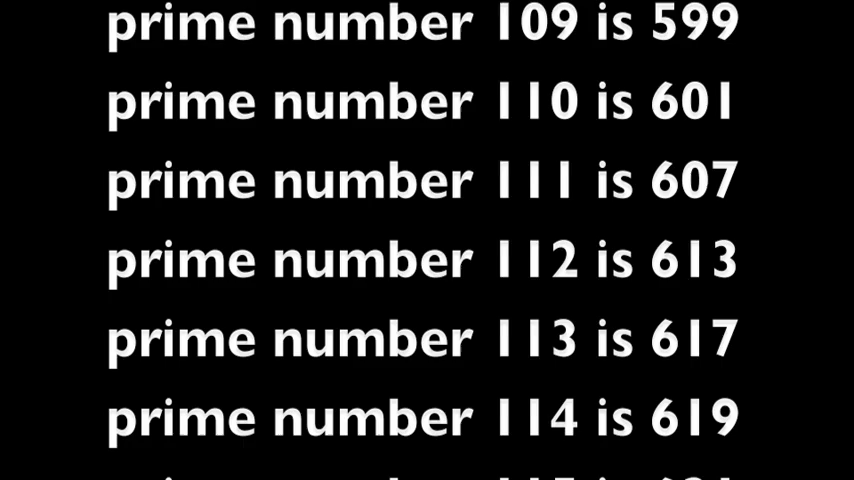 prime number 109 is 599
prime number 110 is 601
prime number 111 is 607
prime number 112 is 613
prime number 113 is 617
prime number 114 is 619